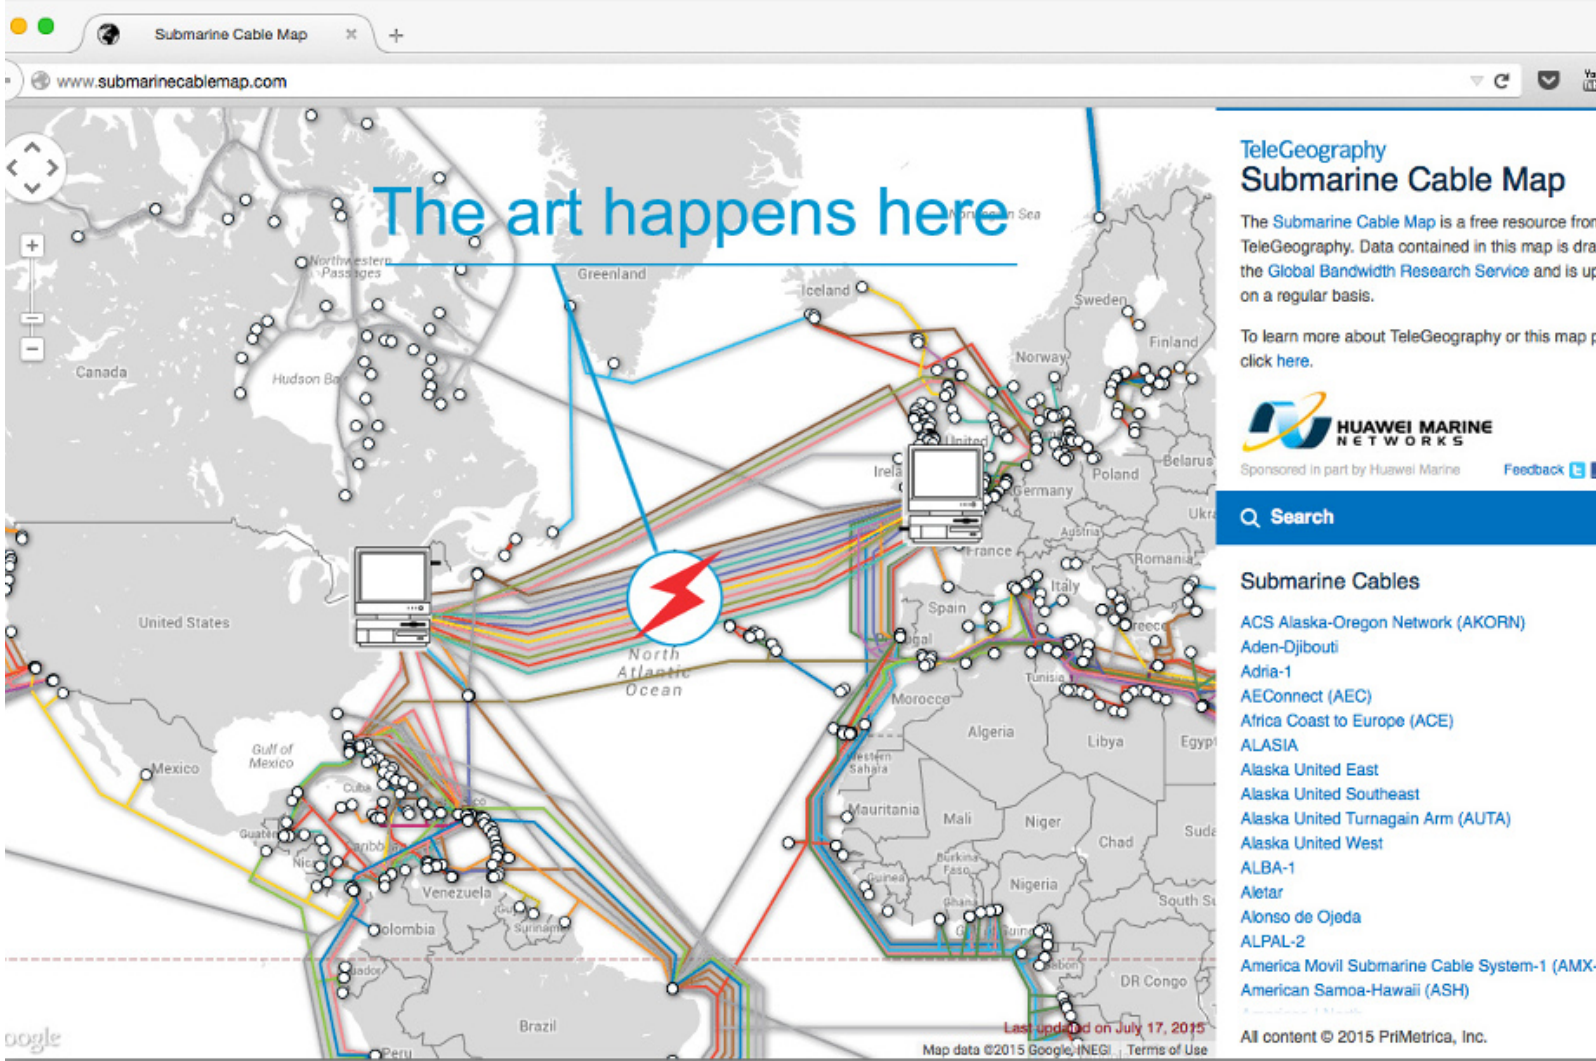 Submarine Cable Map
www.submarinecablemap.com
The art happens here
Norwegian Sea
Northwestern
Passages
Greenland
Iceland
Sweden
Finland
Norway
Canada
Hudson Bay
United
Poland
Belarus
Germany
Austria
France
Romania
Italy
Spain
United States
North
Atlantic
Ocean
Tunisia
Morocco
Algeria
Libya
Egypt
Gulf of
Mexico
Mexico
Western
Sahara
Cuba
Mauritania
Mali
Niger
Chad
Burkina
Faso
Guinea
Nigeria
Ghana
Venezuela
Suriname
DR Congo
Brazil
Peru
Last updated on July 17, 2015
Map data ©2015 Google, INEGI
Terms of Use
TeleGeography
Submarine Cable Map
The Submarine Cable Map is a free resource from
TeleGeography. Data contained in this map is
the Global Bandwidth Research Service and is
on a regular basis.
To learn more about TeleGeography or this map
click here.
HUAWEI MARINE
NETWORKS
Sponsored in part by Huawei Marine
Feedback
Search
Submarine Cables
ACS Alaska-Oregon Network (AKORN)
Aden-Djibouti
Adria-1
AEConnect (AEC)
Africa Coast to Europe (ACE)
ALASIA
Alaska United East
Alaska United Southeast
Alaska United Turnagain Arm (AUTA)
Alaska United West
ALBA-1
Aletar
Alonso de Ojeda
ALPAL-2
America Movil Submarine Cable System-1 (AMX-
American Samoa-Hawaii (ASH)
All content © 2015 PriMetrica, Inc.